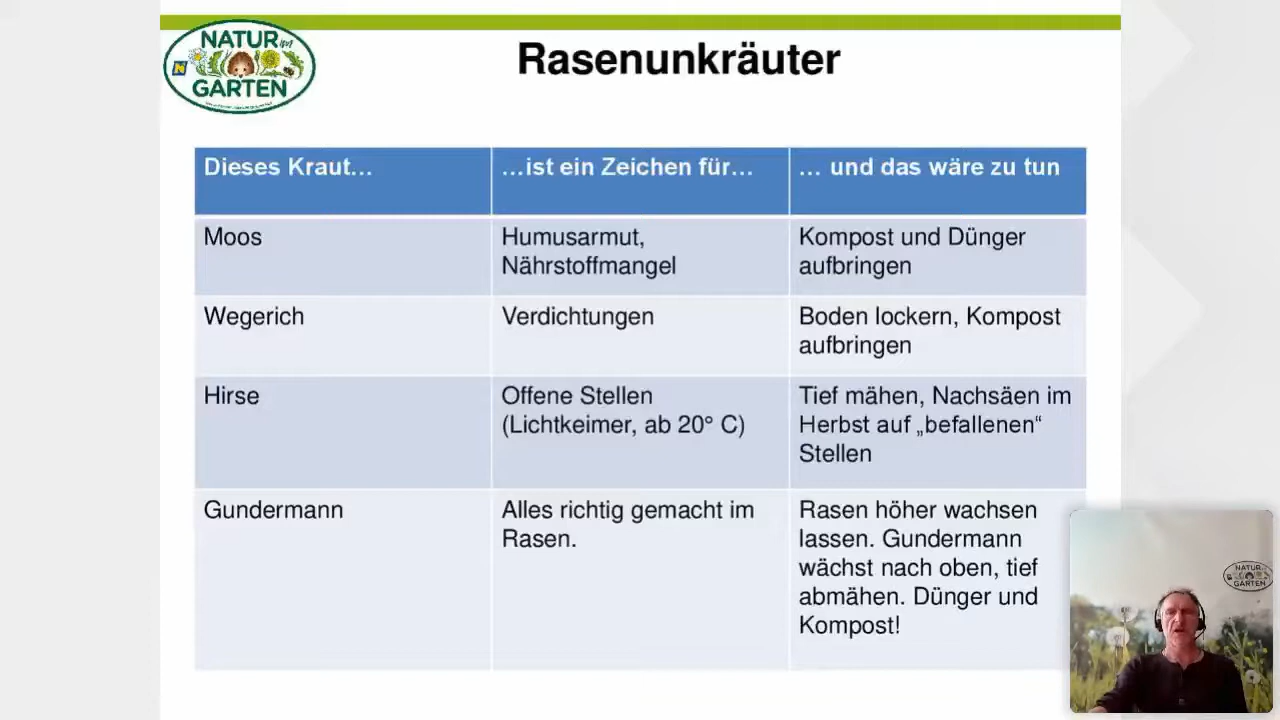 NATUR im
GARTEN
Rasenunkräuter
Dieses Kraut…
…ist ein Zeichen für…
… und das wäre zu tun
Moos
Humusarmut,
Nährstoffmangel
Kompost und Dünger
aufbringen
Wegerich
Verdichtungen
Boden lockern, Kompost
aufbringen
Hirse
Offene Stellen
(Lichtkeimer, ab 20° C)
Tief mähen, Nachsäen im
Herbst auf „befallenen“
Stellen
Gundermann
Alles richtig gemacht im
Rasen.
Rasen höher wachsen
lassen. Gundermann
wächst nach oben, tief
abmähen. Dünger und
Kompost!
NATUR
GARTEN